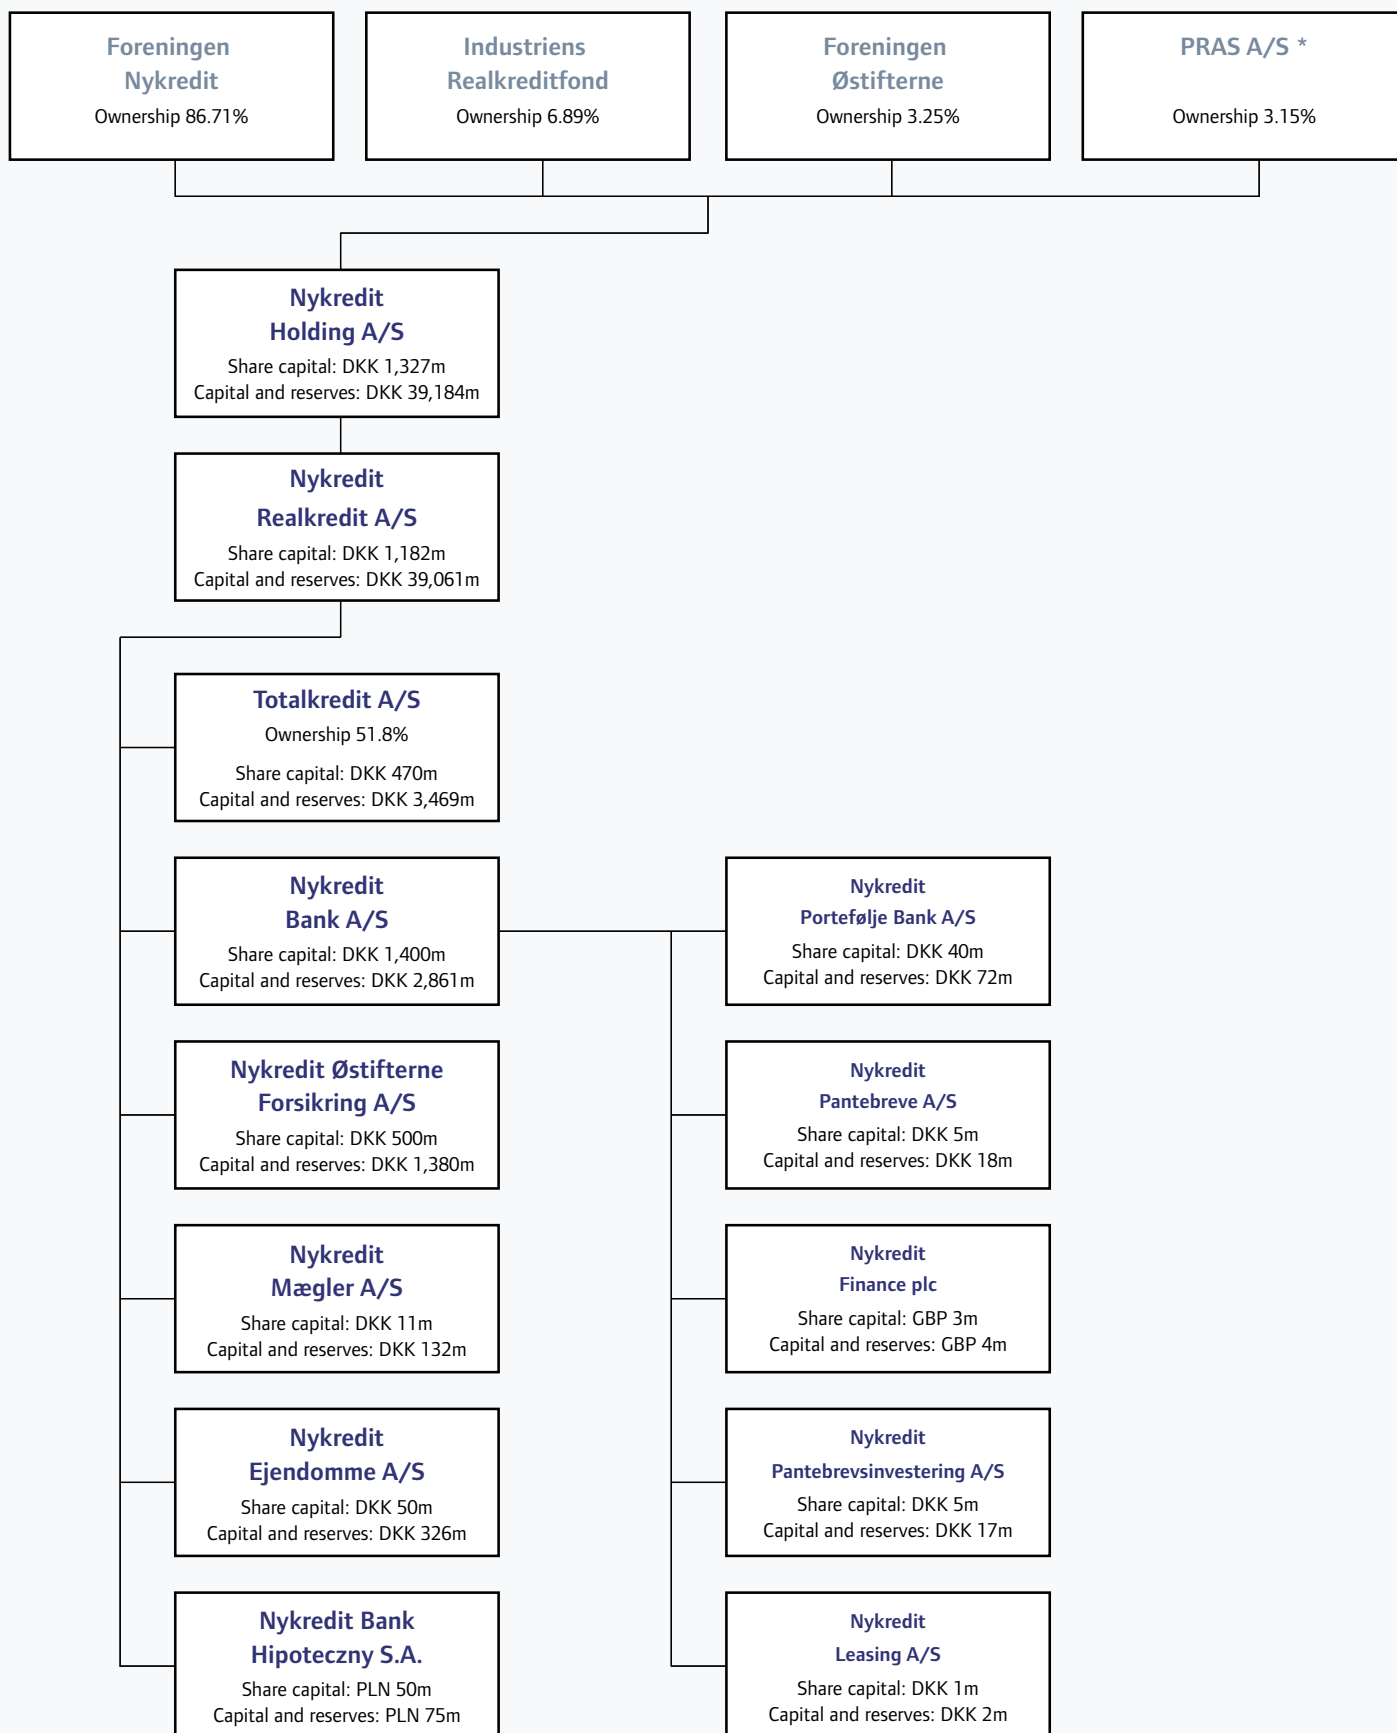 Foreningen
Nykredit
Ownership 86.71%
Industriens
Realkreditfond
Ownership 6.89%
Foreningen
Østifterne
Ownership 3.25%
PRAS A/S *
Ownership 3.15%
Nykredit
Holding A/S
Share capital: DKK 1,327m
Capital and reserves: DKK 39,184m
Nykredit
Realkredit A/S
Share capital: DKK 1,182m
Capital and reserves: DKK 39,061m
Totalkredit A/S
Ownership 51.8%
Share capital: DKK 470m
Capital and reserves: DKK 3,469m
Nykredit
Bank A/S
Share capital: DKK 1,400m
Capital and reserves: DKK 2,861m
Nykredit Østifterne
Forsikring A/S
Share capital: DKK 500m
Capital and reserves: DKK 1,380m
Nykredit
Mægler A/S
Share capital: DKK 11m
Capital and reserves: DKK 132m
Nykredit
Ejendomme A/S
Share capital: DKK 50m
Capital and reserves: DKK 326m
Nykredit Bank
Hipoteczny S.A.
Share capital: PLN 50m
Capital and reserves: PLN 75m
Nykredit
Portefølje Bank A/S
Share capital: DKK 40m
Capital and reserves: DKK 72m
Nykredit
Pantebreve A/S
Share capital: DKK 5m
Capital and reserves: DKK 18m
Nykredit
Finance plc
Share capital: GBP 3m
Capital and reserves: GBP 4m
Nykredit
Pantebrevsinvestering A/S
Share capital: DKK 5m
Capital and reserves: DKK 17m
Nykredit
Leasing A/S
Share capital: DKK 1m
Capital and reserves: DKK 2m